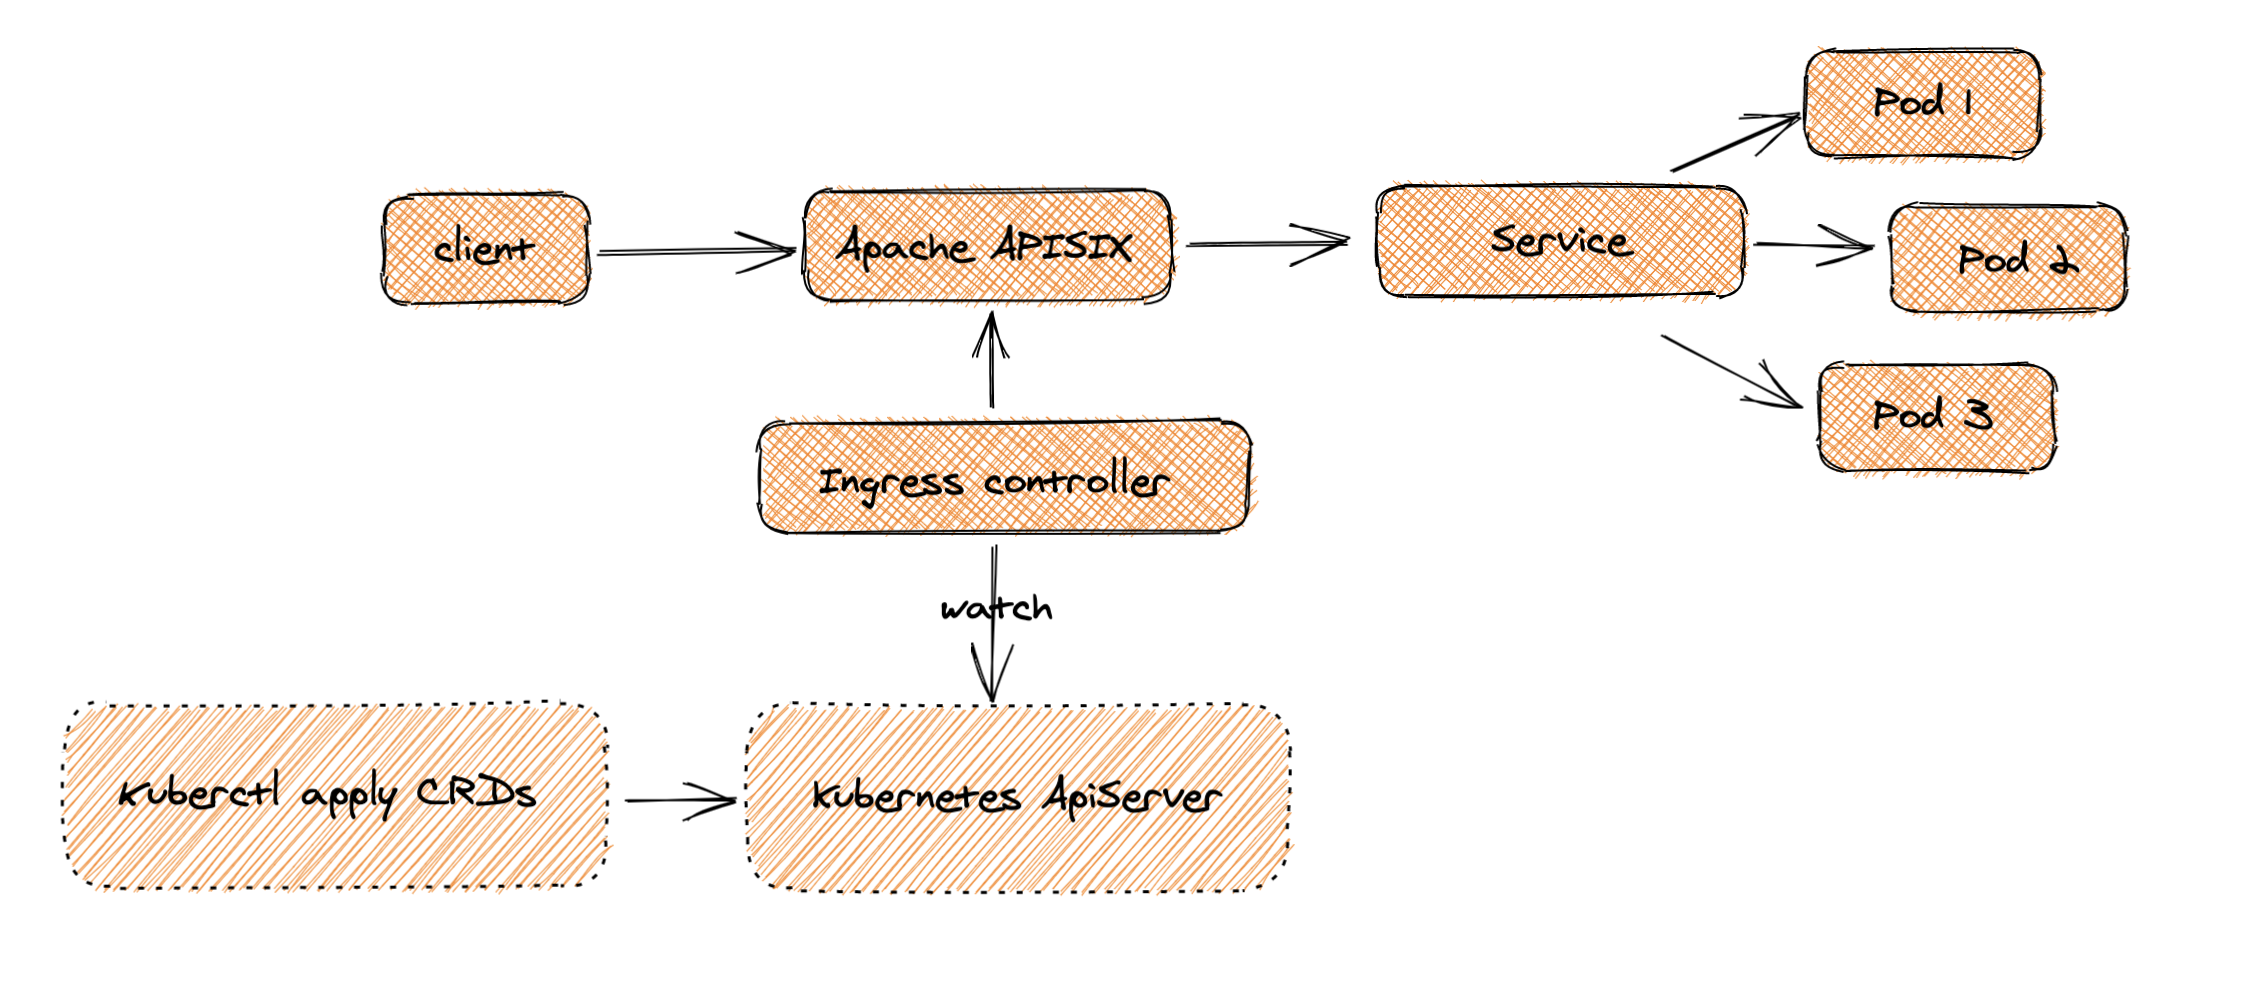 Pod 1
client
Apache APISIX
Service
Pod 2
Ingress controller
Pod 3
watch
Kuberctl apply CRDs
Kubernetes ApiServer